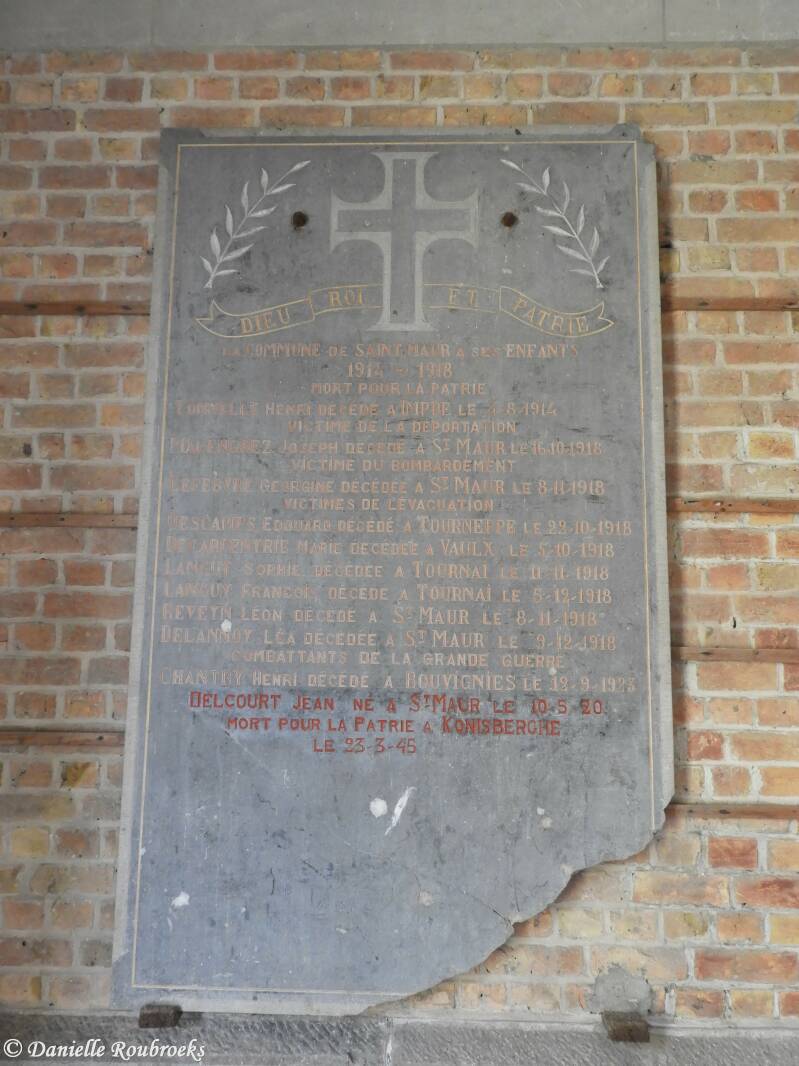 DIEU ROI ET PATRIE
LA COMMUNE DE SAINT-MAUR A SES ENFANTS
1914 - 1918
MORT POUR LA PATRIE
HENRI DÉCÉDÉ A IMPDE LE 4-8-1914
VICTIME DE LA DÉPORTATION
JOSEPH DÉCÉDÉ A ST MAUR LE 16-10-1918
VICTIME DU BOMBARDEMENT
LEFEBVRE GEORGINE DÉCÉDÉE A ST MAUR LE 8-11-1918
VICTIMES DE L'ÉVACUATION
DESCAMPS EDOUARD DÉCÉDÉ A TOURNEPPE LE 22-10-1918
DECARPENTRIE MARIE DÉCÉDÉE A VAULX LE 5-10-1918
LANGUY SOPHIE DÉCÉDÉE A TOURNAI LE 11-11-1918
LANGUY FRANÇOIS DÉCÉDÉ A TOURNAI LE 5-12-1918
LÉON DÉCÉDÉ A ST MAUR LE 8-11-1918
DELANNOY LÉA DÉCÉDÉE A ST MAUR LE 9-12-1918
COMBATTANTS DE LA GRANDE GUERRE
CHANTRY HENRI DÉCÉDÉ A BOUVIGNIES LE 12-9-1923
DELCOURT JEAN NÉ A ST MAUR LE 10-5-20
MORT POUR LA PATRIE A KONISBERGHE
LE 23-3-45
© Danielle Roubroeks